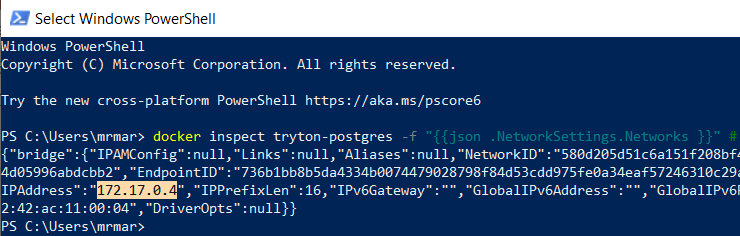 Select Windows PowerShell
Windows PowerShell
Copyright (C) Microsoft Corporation. All rights reserved.
Try the new cross-platform PowerShell https://aka.ms/pscore6
PS C:\Users\mrmar> docker inspect tryton-postgres -f "{{json .NetworkSettings.Networks }}" #
{"bridge":{"IPAMConfig":null,"Links":null,"Aliases":null,"NetworkID":"580d205d51c6a151f208bf4
4d05996abdcbb2","EndpointID":"736b1bb8b5da4334b0074479028798f84d53cdd975fe0a34eaf57246310c29a
IPAddress":"172.17.0.4","IPPrefixLen":16,"IPv6Gateway":"","GlobalIPv6Address":"","GlobalIPv6P
2:42:ac:11:00:04","DriverOpts":null}}
PS C:\Users\mrmar>